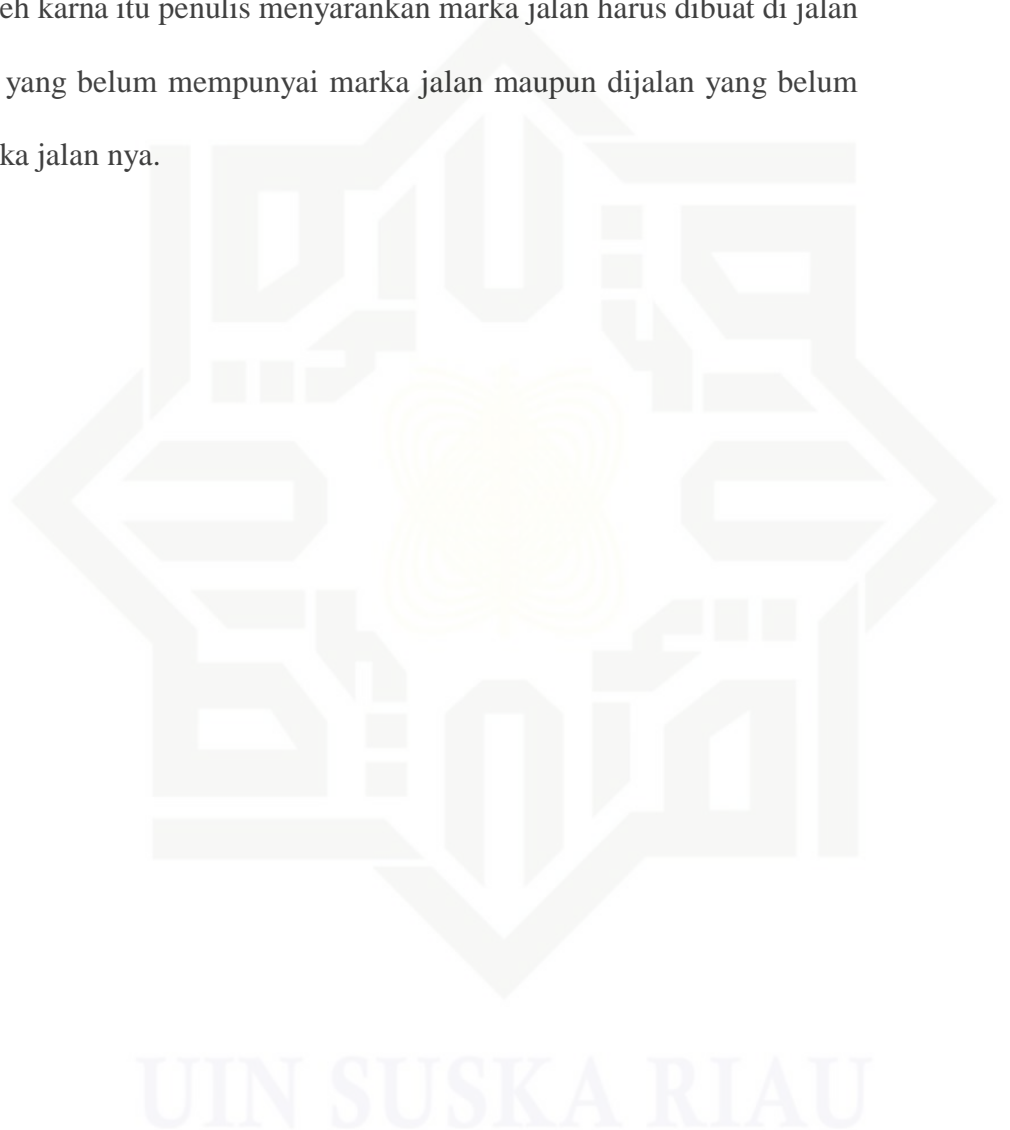 eh karna itu penulis menyarankan marka jalan harus dibuat di jalan
yang belum mempunyai marka jalan maupun dijalan yang belum
ka jalan nya.
UIN SUSKA RIAU